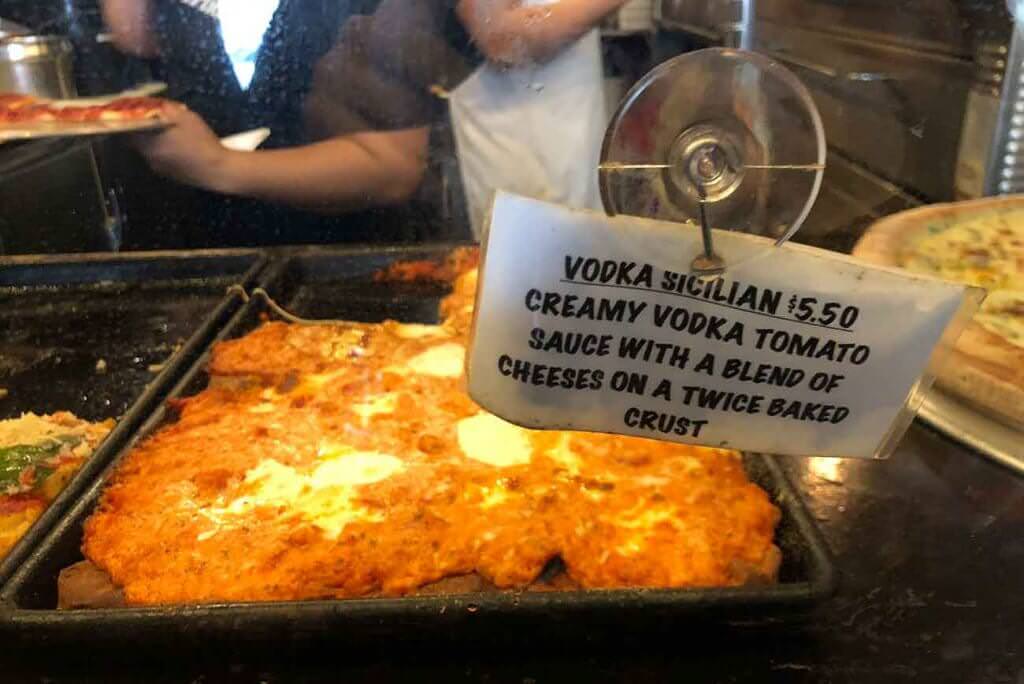 VODKA SICILIAN $5.50
CREAMY VODKA TOMATO
SAUCE WITH A BLEND OF
CHEESES ON A TWICE BAKED
CRUST